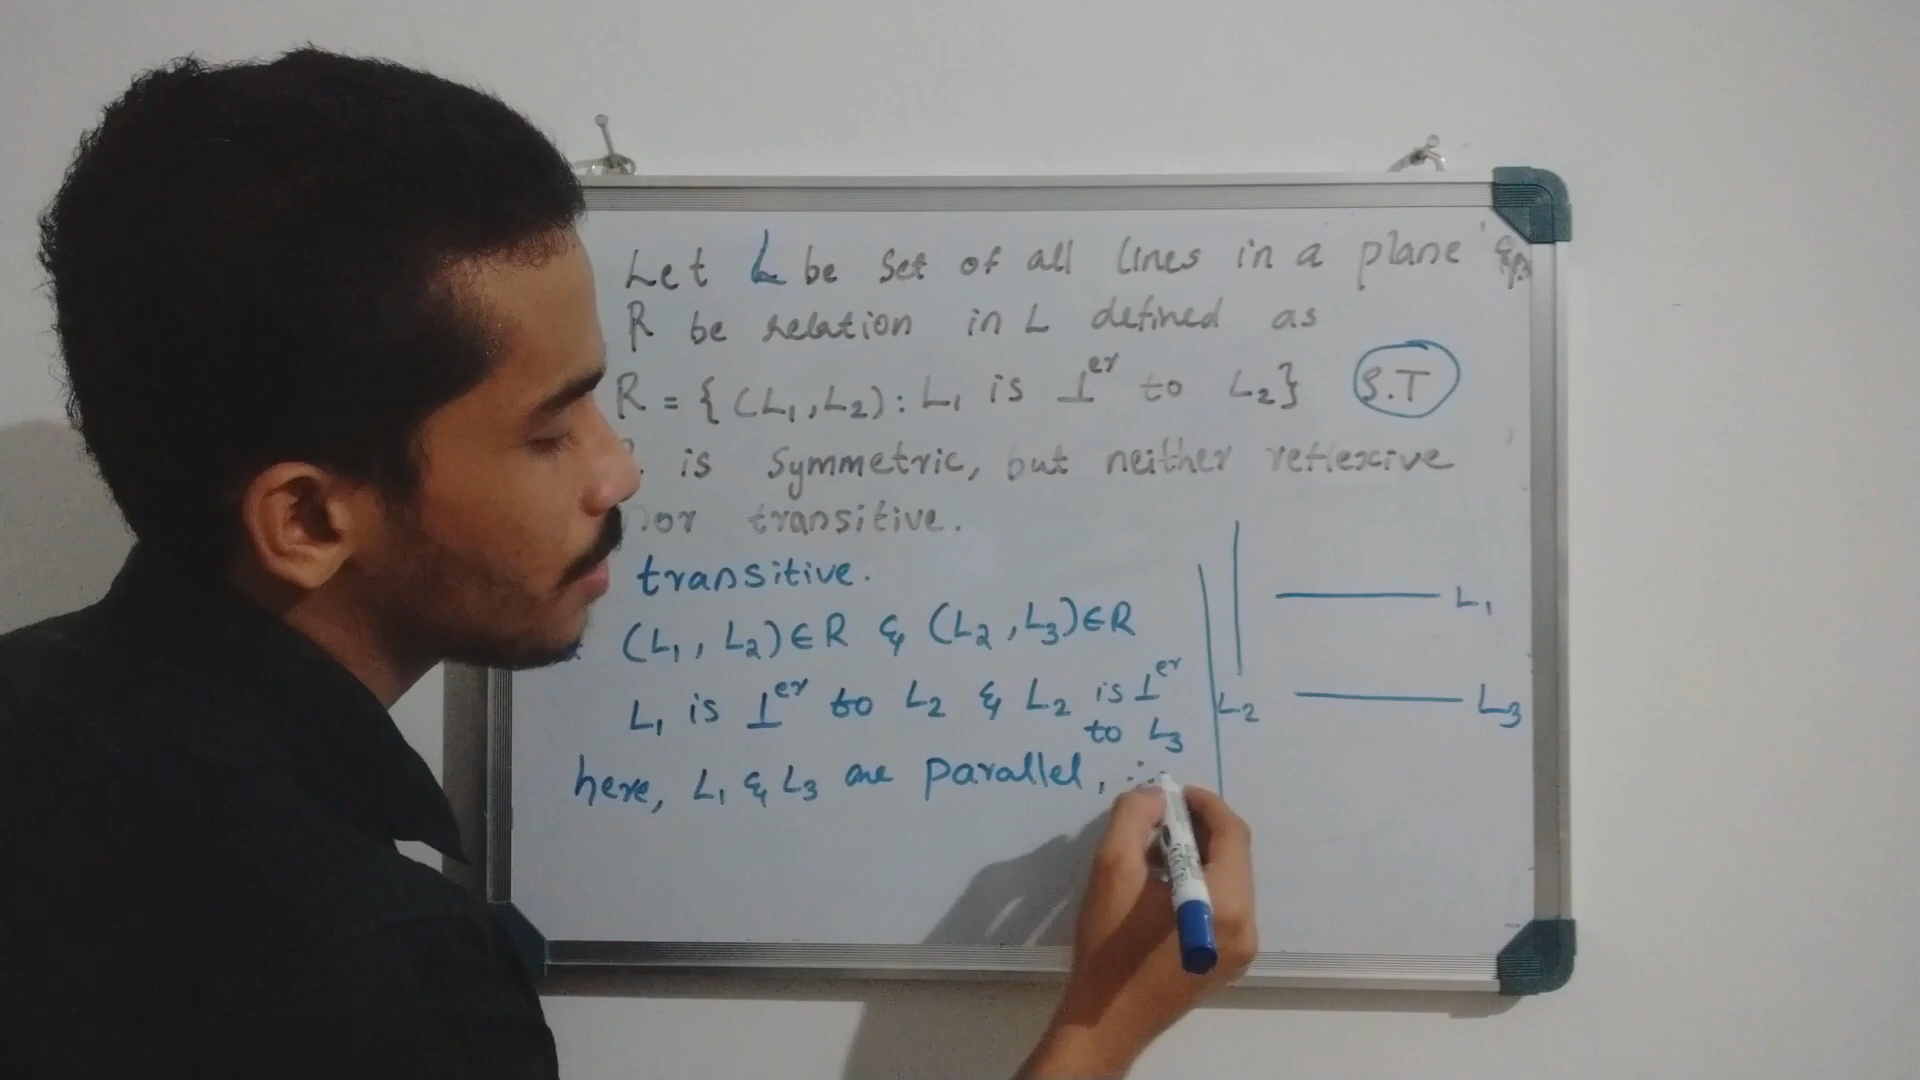 Let L be Set of all lines in a plane &
R be relation in L defined as
R = { (L₁, L₂) : L₁ is ⊥er to L₂} S.T
is Symmetric, but neither reflexive
nor transitive.
transitive.
(L₁, L₂) ∈ R & (L₂, L₃) ∈ R
L₁ is ⊥er to L₂ & L₂ is ⊥er
to L₃
here, L₁ & L₃ are parallel, ∴
L₁
L₂
L₃